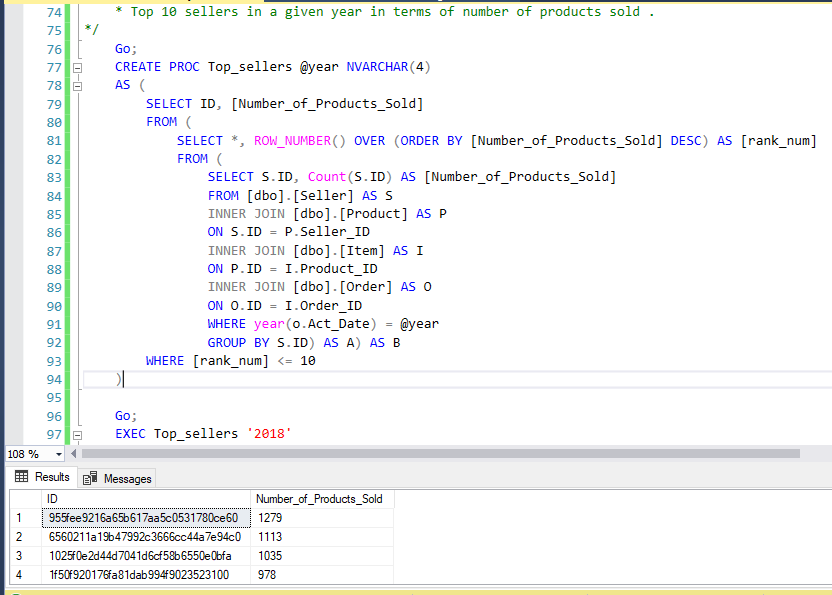 74 * Top 10 sellers in a given year in terms of number of products sold .
75 */
76 Go;
77 CREATE PROC Top_sellers @year NVARCHAR(4)
78 AS (
79 SELECT ID, [Number_of_Products_Sold]
80 FROM (
81 SELECT *, ROW_NUMBER() OVER (ORDER BY [Number_of_Products_Sold] DESC) AS [rank_num]
82 FROM (
83 SELECT S.ID, Count(S.ID) AS [Number_of_Products_Sold]
84 FROM [dbo].[Seller] AS S
85 INNER JOIN [dbo].[Product] AS P
86 ON S.ID = P.Seller_ID
87 INNER JOIN [dbo].[Item] AS I
88 ON P.ID = I.Product_ID
89 INNER JOIN [dbo].[Order] AS O
90 ON O.ID = I.Order_ID
91 WHERE year(o.Act_Date) = @year
92 GROUP BY S.ID) AS A) AS B
93 WHERE [rank_num] <= 10
94 )
95
96 Go;
97 EXEC Top_sellers '2018'
108 %
Results Messages
ID Number_of_Products_Sold
1 955fee9216a65b617aa5c0531780ce60 1279
2 6560211a19b47992c3666cc44a7e94c0 1113
3 1025f0e2d44d7041d6cf58b6550e0bfa 1035
4 1f50f920176fa81dab994f9023523100 978